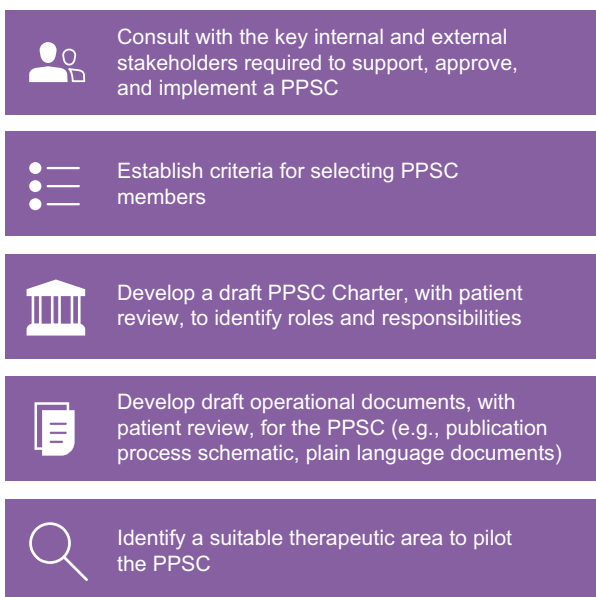 Consult with the key internal and external
stakeholders required to support, approve,
and implement a PPSC
Establish criteria for selecting PPSC
members
Develop a draft PPSC Charter, with patient
review, to identify roles and responsibilities
Develop draft operational documents, with
patient review, for the PPSC (e.g., publication
process schematic, plain language documents)
Identify a suitable therapeutic area to pilot
the PPSC